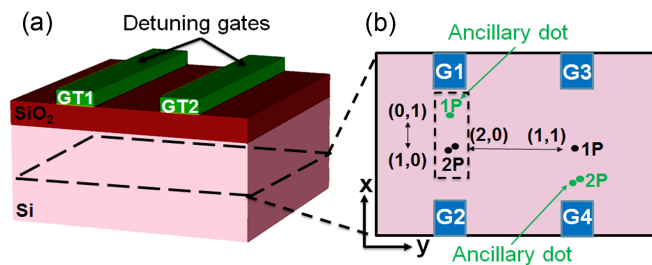 (a)
Detuning gates
GT1
GT2
SiO₂
Si
(b)
Ancillary dot
G1
G3
1P
(0,1)
(1,0)
2P
(2,0)
(1,1)
1P
2P
x
y
G2
G4
Ancillary dot